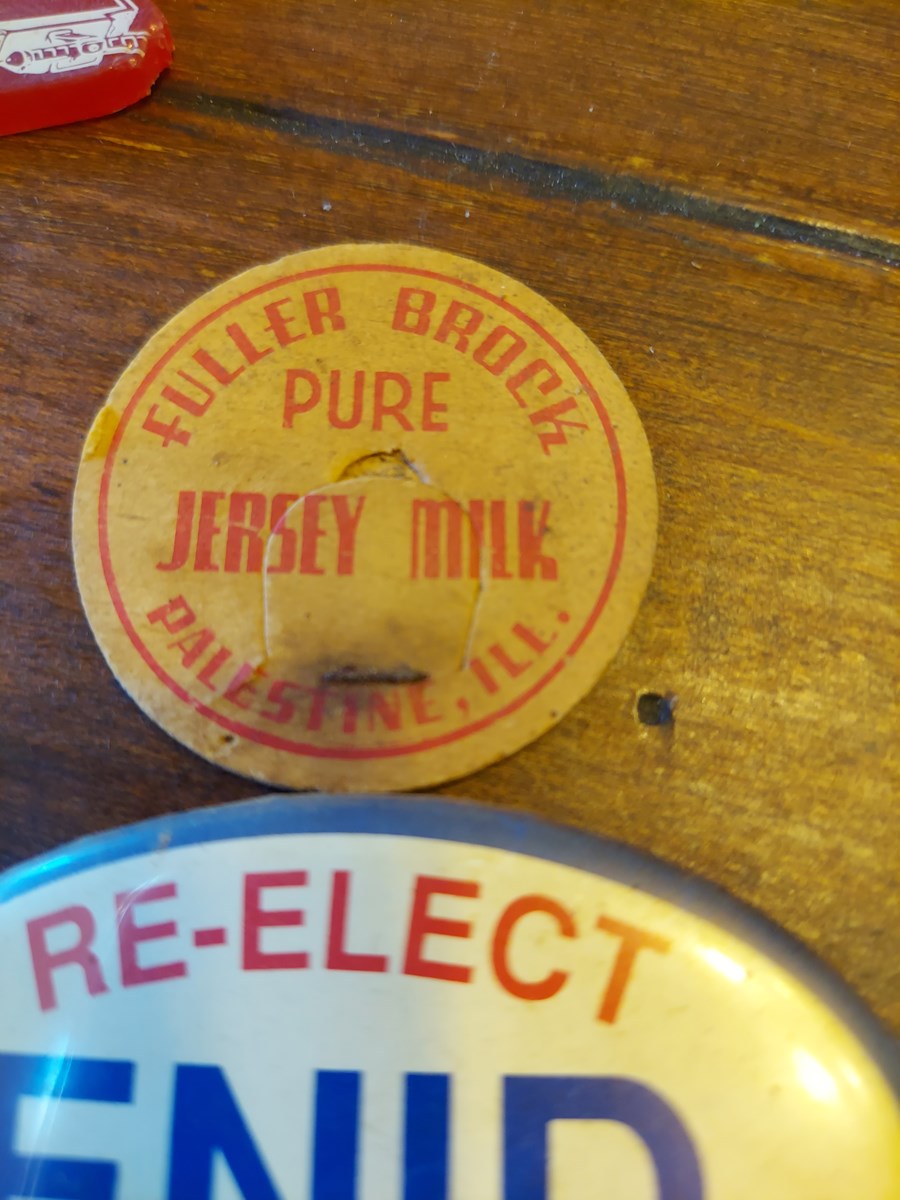 FULLER BROCK
PURE
JERSEY MILK
PALESTINE, ILL.
RE-ELECT
ENID